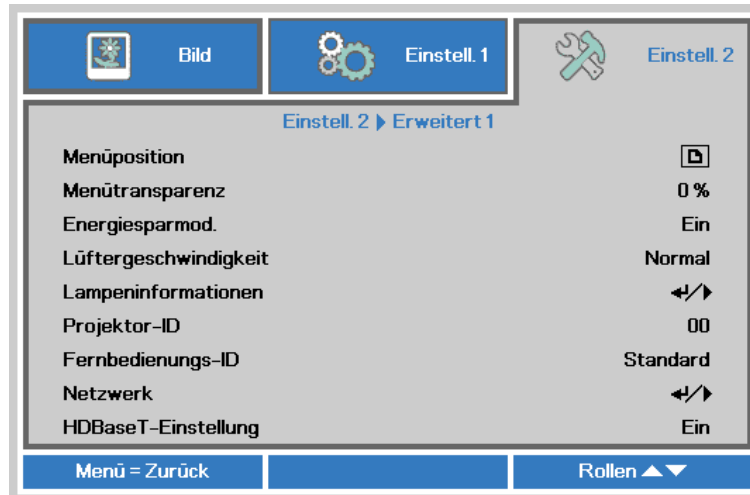 Bild
Einstell. 1
Einstell. 2
Einstell. 2 ▶ Erweitert 1
Menüposition
Menütransparenz 0 %
Energiesparmod. Ein
Lüftergeschwindigkeit Normal
Lampeninformationen ↵/▶
Projektor-ID 00
Fernbedienungs-ID Standard
Netzwerk ↵/▶
HDBaseT-Einstellung Ein
Menü = Zurück Rollen ▲▼